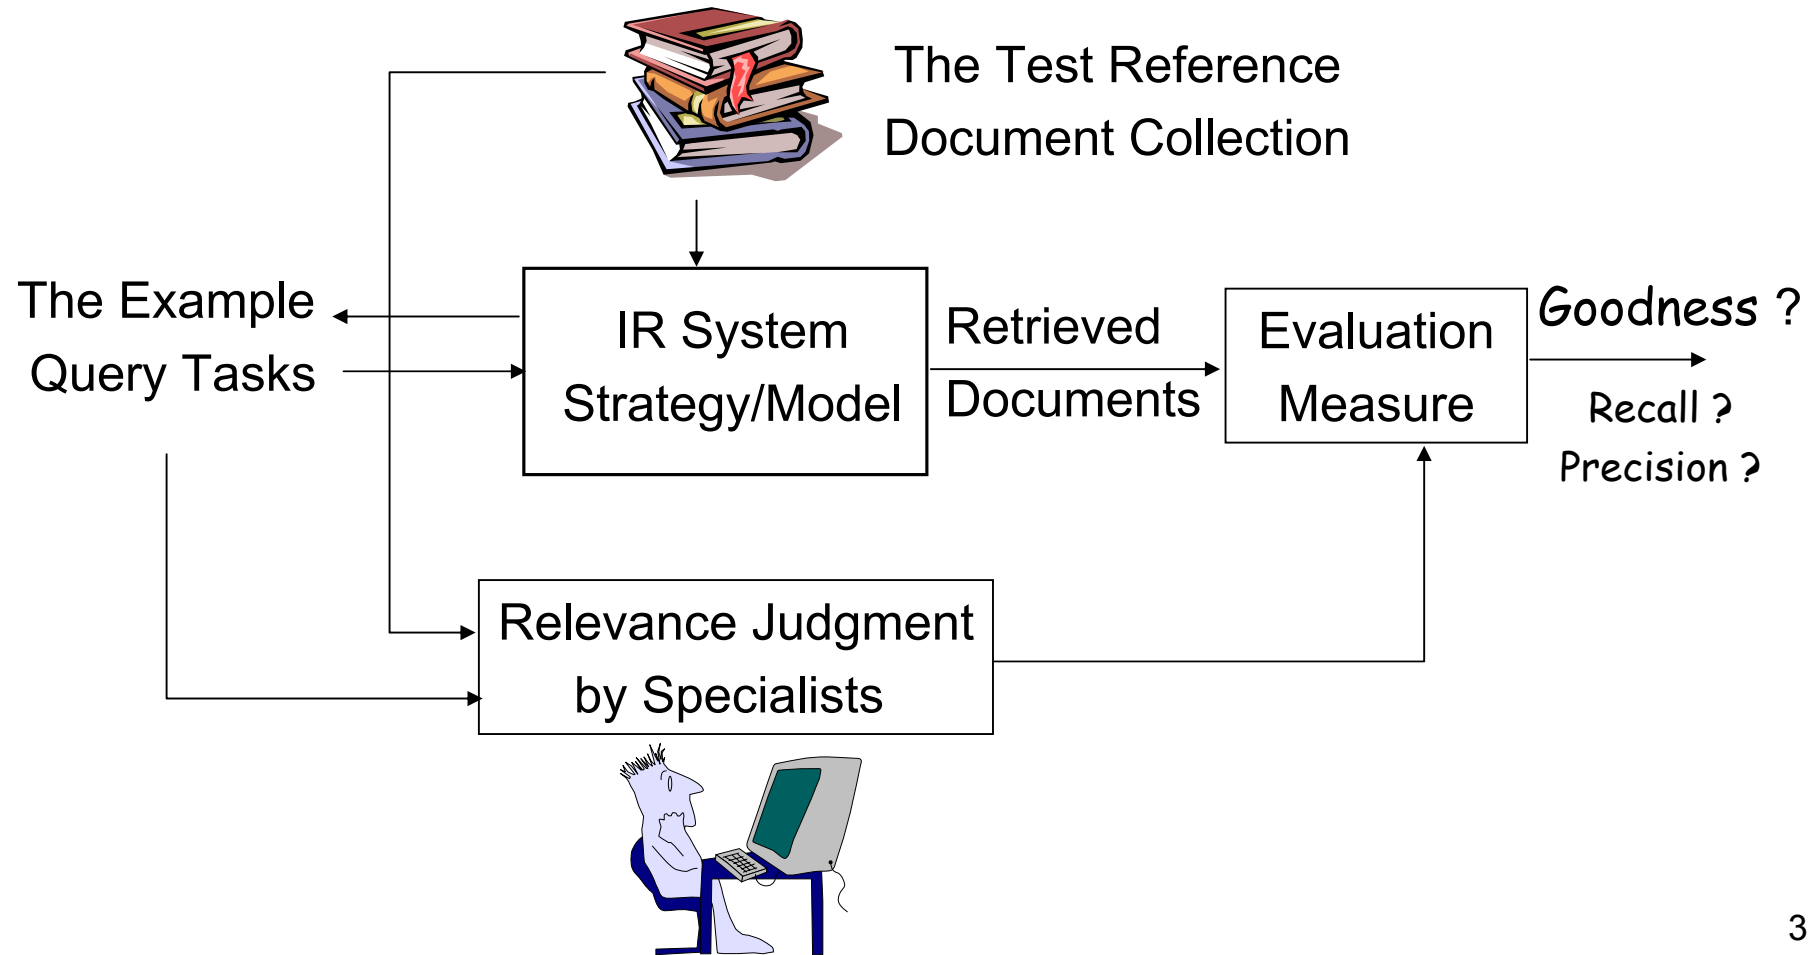 The Test Reference
Document Collection
The Example
Query Tasks
IR System
Strategy/Model
Retrieved
Documents
Evaluation
Measure
Goodness ?
Recall ?
Precision ?
Relevance Judgment
by Specialists
3